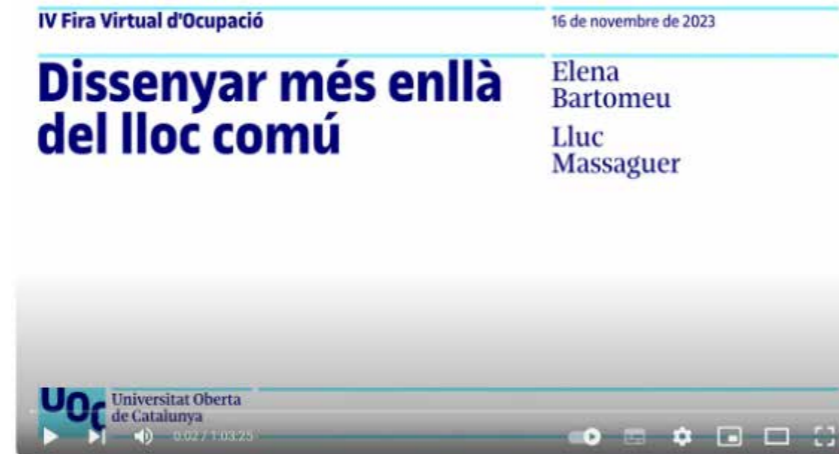 IV Fira Virtual d'Ocupació
16 de novembre de 2023
Dissenyar més enllà
del lloc comú
Elena
Bartomeu
Lluc
Massaguer
UOC
Universitat Oberta
de Catalunya
0:02 / 1:03:25